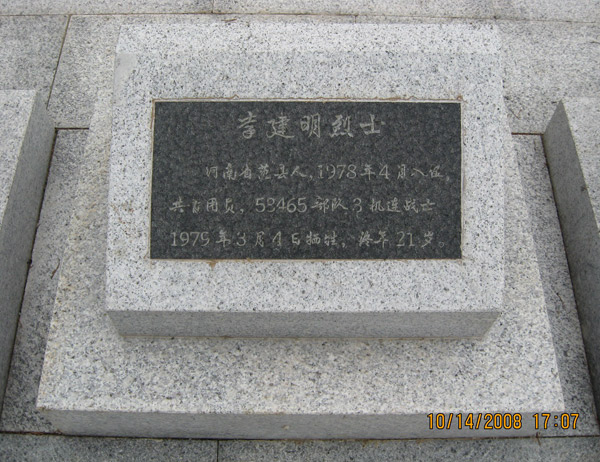 李建明烈士
河南省范县人,1978年4月入伍,
共青团员,53465部队3机连战士
1975年3月4日牺牲,终年21岁。
10/14/2008 17:07